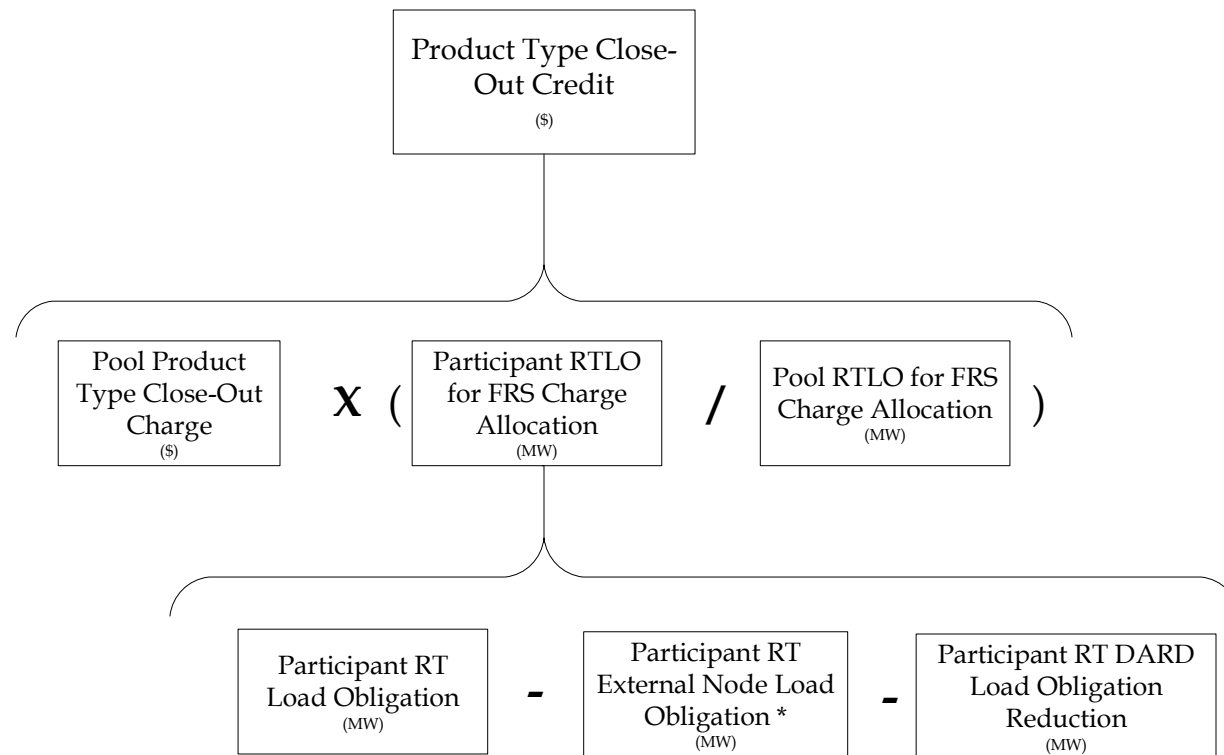 Product Type Close-
Out Credit
($)
Pool Product
Type Close-Out
Charge
($)
X
(
Participant RTLO
for FRS Charge
Allocation
(MW)
/
Pool RTLO for FRS
Charge Allocation
(MW)
)
Participant RT
Load Obligation
(MW)
-
Participant RT
External Node Load
Obligation *
(MW)
-
Participant RT DARD
Load Obligation
Reduction
(MW)